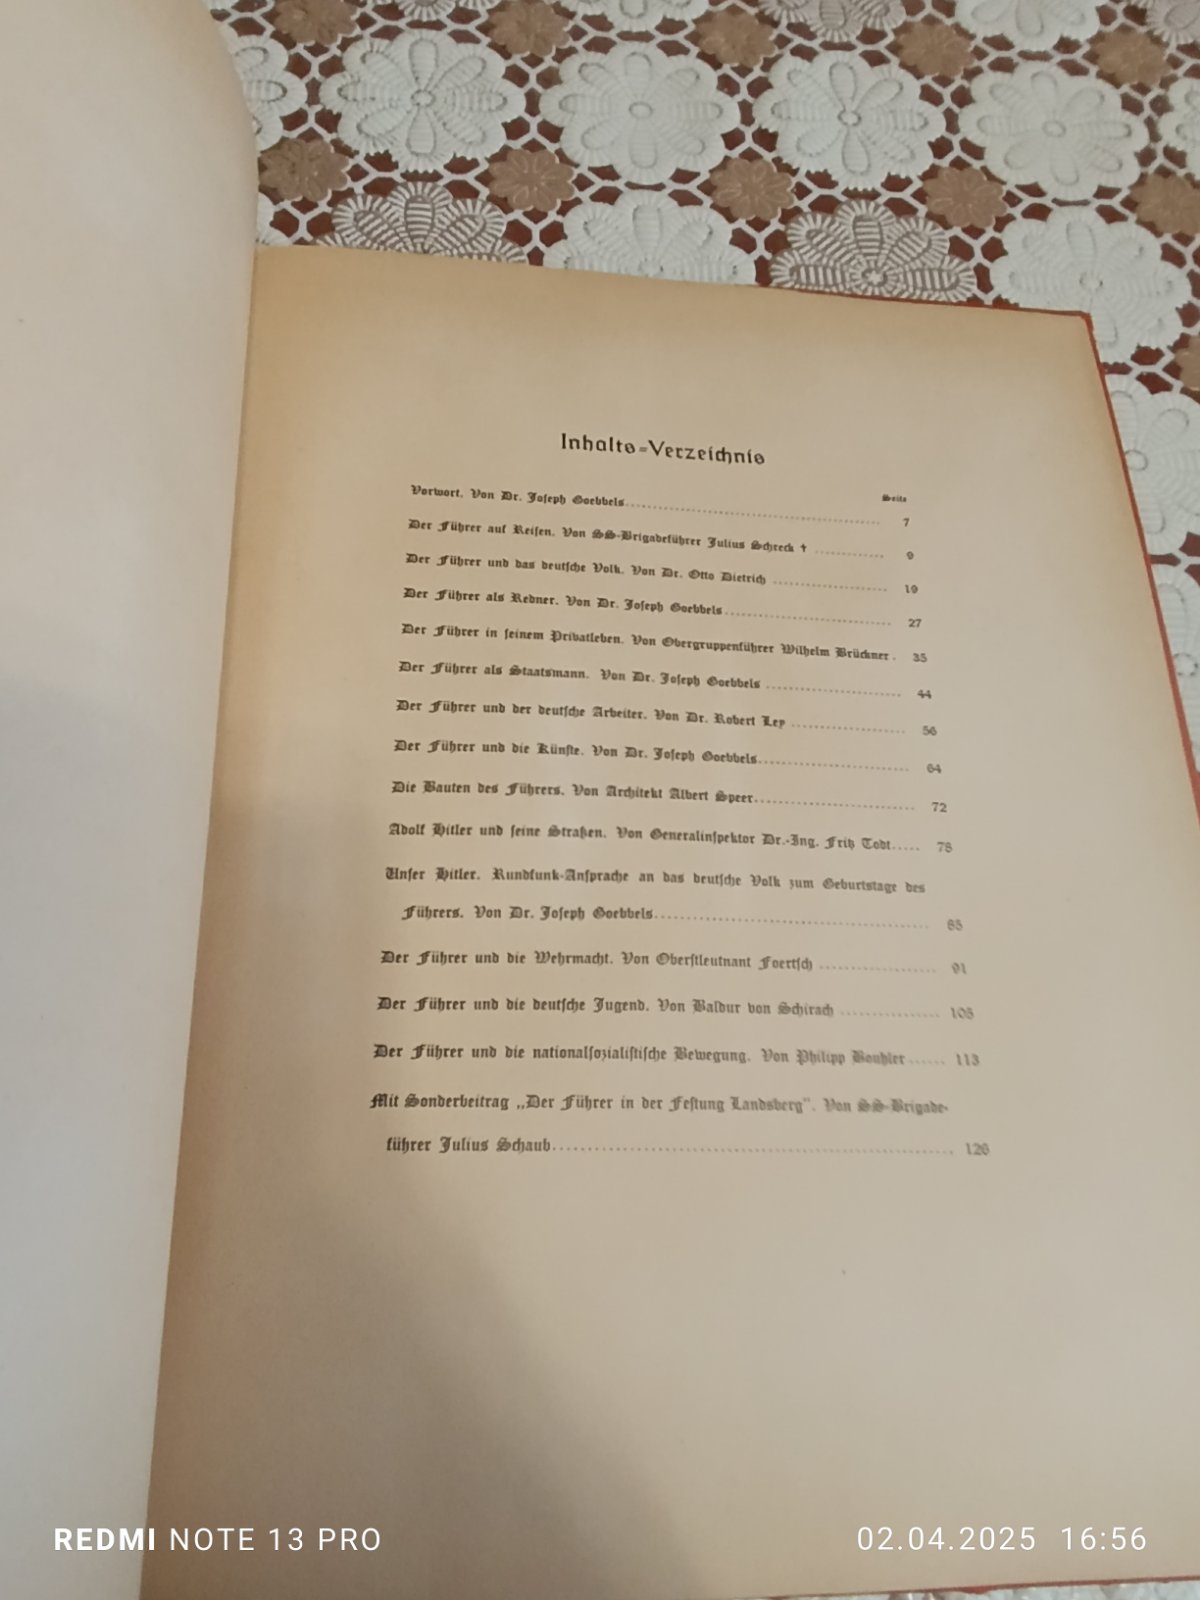 Inhalts-Verzeichnis
Seite
Vorwort. Von Dr. Joseph Goebbels 7
Der Führer auf Reisen. Von SS-Brigadeführer Julius Schreck † 9
Der Führer und das deutsche Volk. Von Dr. Otto Dietrich 19
Der Führer als Redner. Von Dr. Joseph Goebbels 27
Der Führer in seinem Privatleben. Von Obergruppenführer Wilhelm Brückner 35
Der Führer als Staatsmann. Von Dr. Joseph Goebbels 44
Der Führer und der deutsche Arbeiter. Von Dr. Robert Ley 56
Der Führer und die Künste. Von Dr. Joseph Goebbels 64
Die Bauten des Führers. Von Architekt Albert Speer 72
Adolf Hitler und seine Straßen. Von Generalinspektor Dr.-Ing. Fritz Todt 78
Unser Hitler. Rundfunk-Ansprache an das deutsche Volk zum Geburtstage des
Führers. Von Dr. Joseph Goebbels 85
Der Führer und die Wehrmacht. Von Oberstleutnant Foertsch 91
Der Führer und die deutsche Jugend. Von Baldur von Schirach 105
Der Führer und die nationalsozialistische Bewegung. Von Philipp Bouhler 113
Mit Sonderbeitrag „Der Führer in der Festung Landsberg". Von SS-Brigade-
führer Julius Schaub 126
REDMI NOTE 13 PRO
02.04.2025 16:56